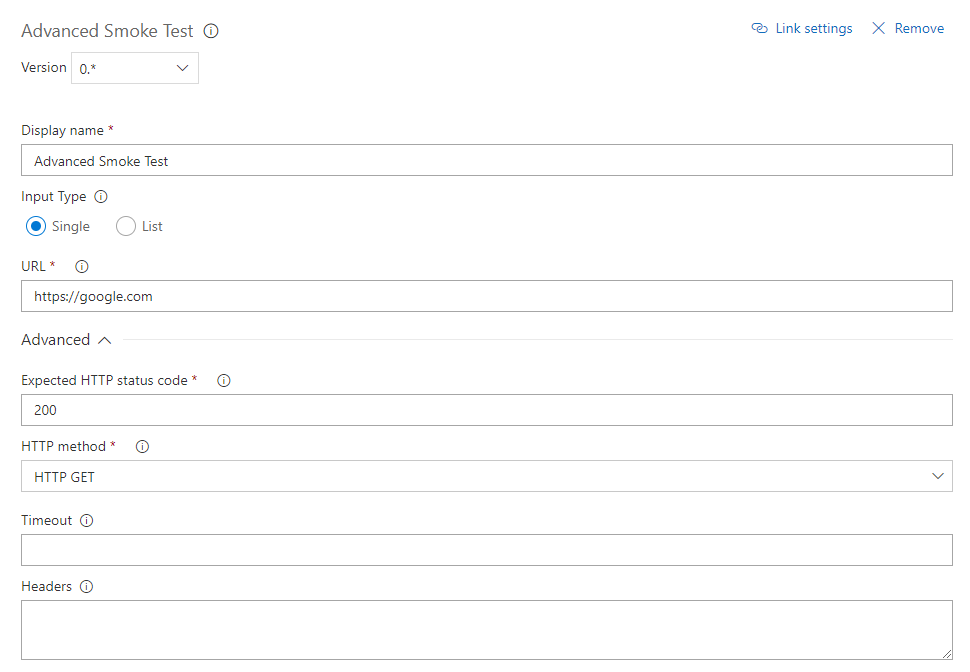 Advanced Smoke Test
Link settings
Remove
Version 0.*
Display name *
Advanced Smoke Test
Input Type
Single List
URL *
https://google.com
Advanced
Expected HTTP status code *
200
HTTP method *
HTTP GET
Timeout
Headers